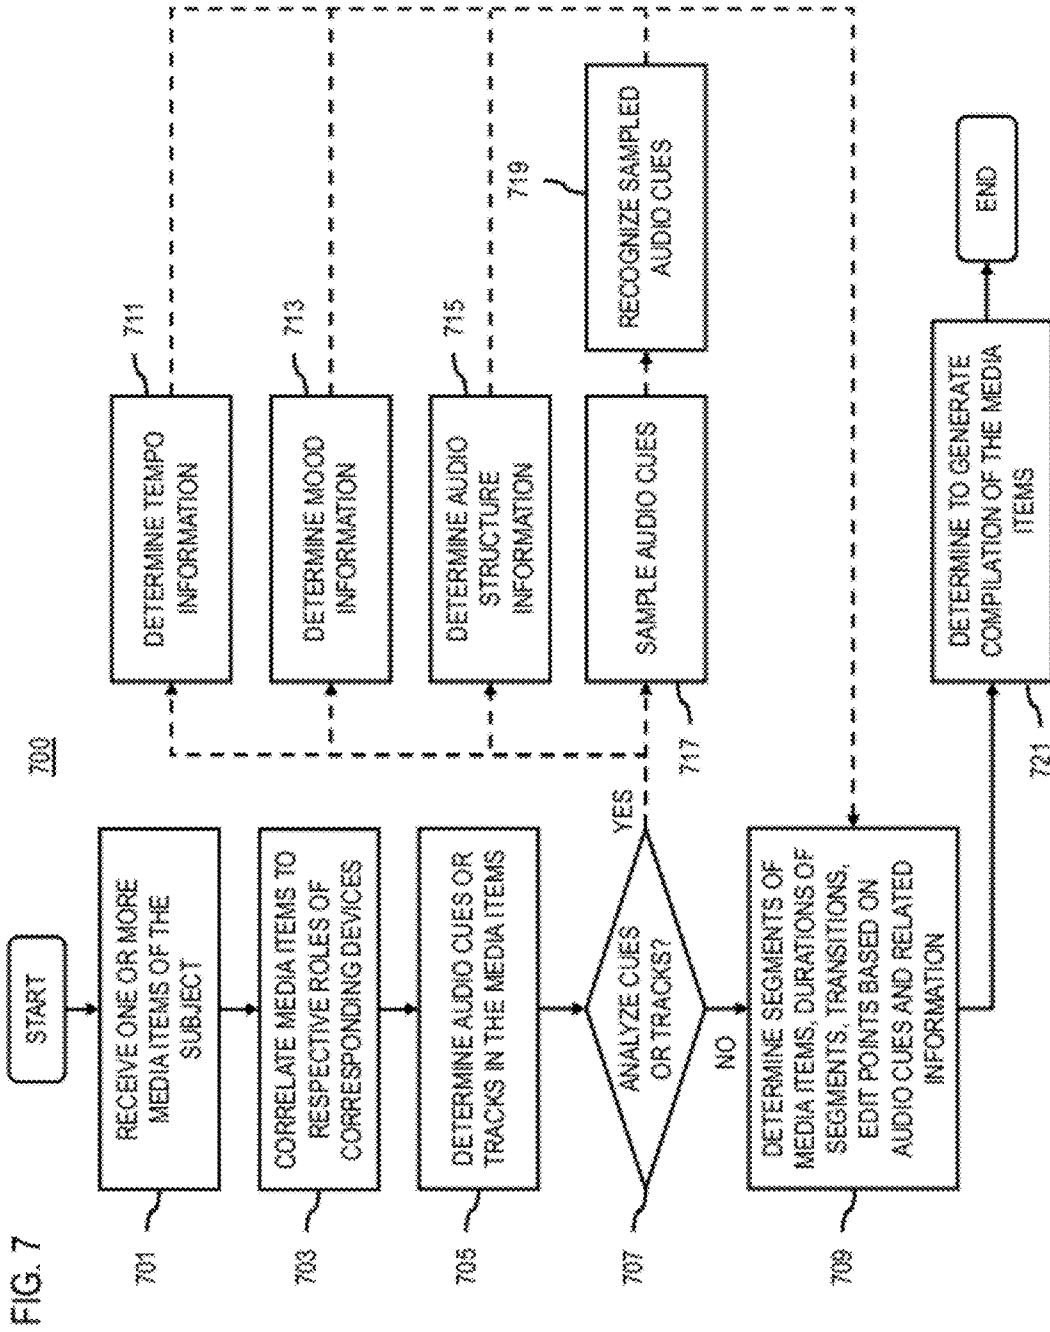 FIG. 7
700
START
RECEIVE ONE OR MORE
MEDIA ITEMS OF THE
SUBJECT
701
CORRELATE MEDIA ITEMS TO
RESPECTIVE ROLES OF
CORRESPONDING DEVICES
703
DETERMINE AUDIO CUES OR
TRACKS IN THE MEDIA ITEMS
705
ANALYZE CUES
OR TRACKS?
707
YES
NO
DETERMINE SEGMENTS OF
MEDIA ITEMS, DURATIONS OF
SEGMENTS, TRANSITIONS,
EDIT POINTS BASED ON
AUDIO CUES AND RELATED
INFORMATION
709
DETERMINE TEMPO
INFORMATION
711
DETERMINE MOOD
INFORMATION
713
DETERMINE AUDIO
STRUCTURE
INFORMATION
715
SAMPLE AUDIO CUES
717
RECOGNIZE SAMPLED
AUDIO CUES
719
DETERMINE TO GENERATE
COMPILATION OF THE MEDIA
ITEMS
721
END